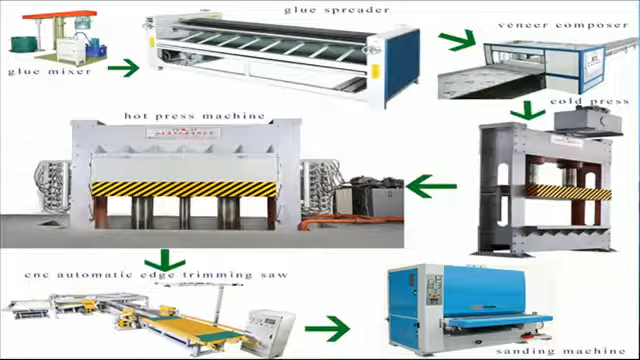 glue spreader
veneer composer
glue mixer
cold press
hot press machine
cnc automatic edge trimming saw
sanding machine